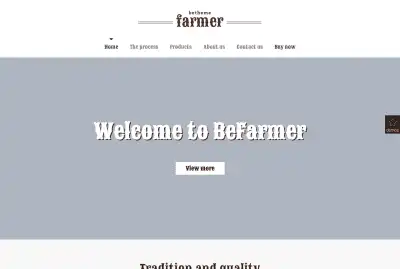 betheme
farmer
Home The process Products About us Contact us Buy now
Welcome to BeFarmer
View more
Tradition and quality